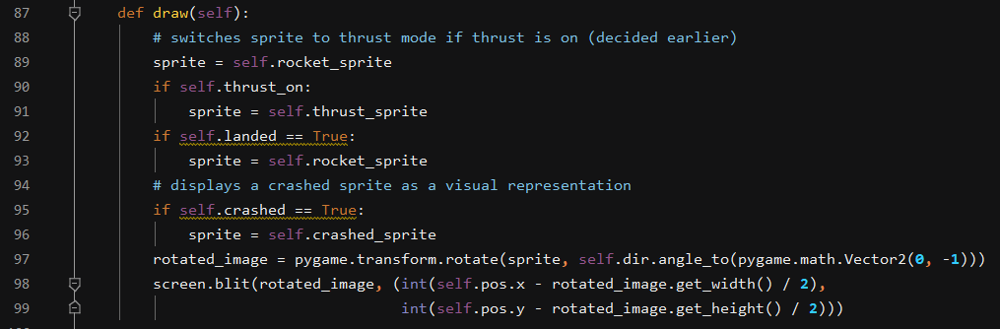 87 def draw(self):
88 # switches sprite to thrust mode if thrust is on (decided earlier)
89 sprite = self.rocket_sprite
90 if self.thrust_on:
91 sprite = self.thrust_sprite
92 if self.landed == True:
93 sprite = self.rocket_sprite
94 # displays a crashed sprite as a visual representation
95 if self.crashed == True:
96 sprite = self.crashed_sprite
97 rotated_image = pygame.transform.rotate(sprite, self.dir.angle_to(pygame.math.Vector2(0, -1)))
98 screen.blit(rotated_image, (int(self.pos.x - rotated_image.get_width() / 2),
99 int(self.pos.y - rotated_image.get_height() / 2)))